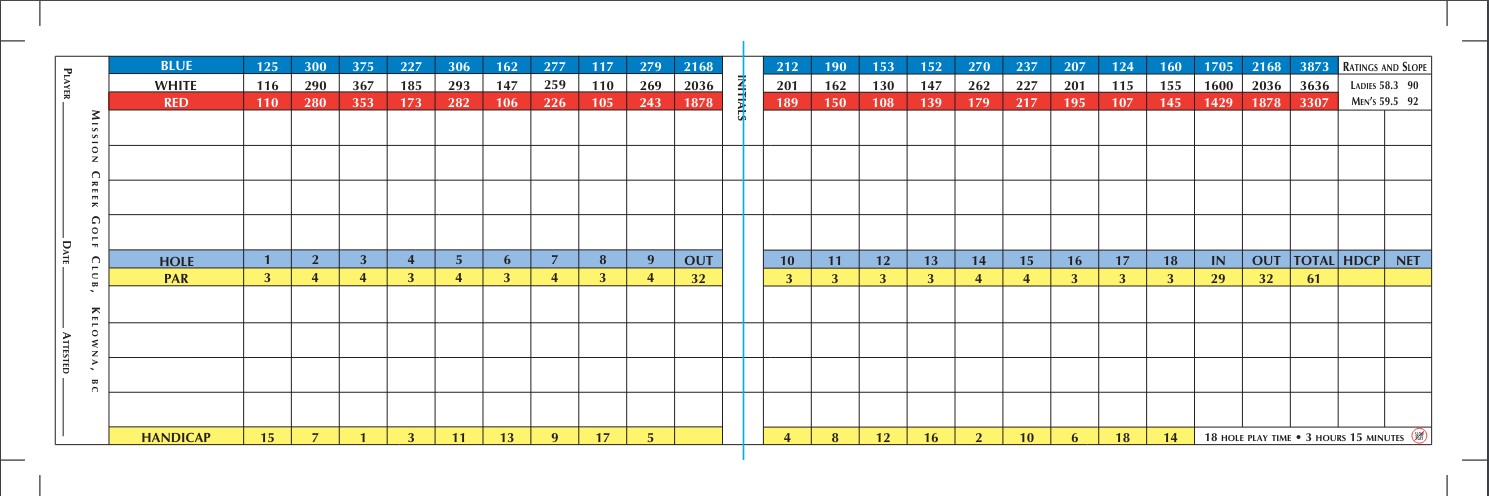 BLUE 125 300 375 227 306 162 277 117 279 2168 212 190 153 152 270 237 207 124 160 1705 2168 3873 RATINGS AND SLOPE
WHITE 116 290 367 185 293 147 259 110 269 2036 201 162 130 147 262 227 201 115 155 1600 2036 3636 LADIES 58.3 90
RED 110 280 353 173 282 106 226 105 243 1878 189 150 108 139 179 217 195 107 145 1429 1878 3307 MEN'S 59.5 92
INITIALS
HOLE 1 2 3 4 5 6 7 8 9 OUT 10 11 12 13 14 15 16 17 18 IN OUT TOTAL HDCP NET
PAR 3 4 4 3 4 3 4 3 4 32 3 3 3 3 4 4 3 3 3 29 32 61
HANDICAP 15 7 1 3 11 13 9 17 5 4 8 12 16 2 10 6 18 14 18 HOLE PLAY TIME • 3 HOURS 15 MINUTES
PLAYER DATE ATTESTED
MISSION CREEK GOLF CLUB, KELOWNA, BC